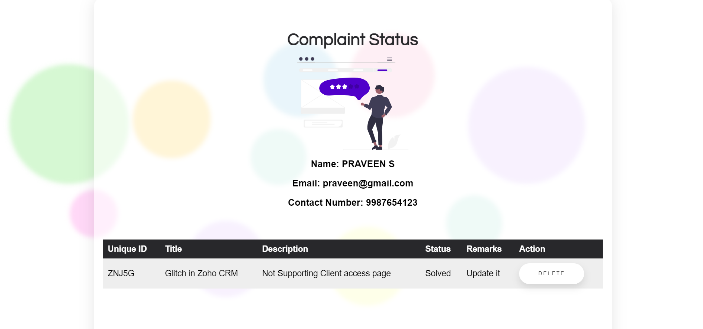 Complaint Status
Name: PRAVEEN S
Email: praveen@gmail.com
Contact Number: 9987654123
Unique ID Title Description Status Remarks Action
ZNJ5G Glitch in Zoho CRM Not Supporting Client access page Solved Update it DELETE